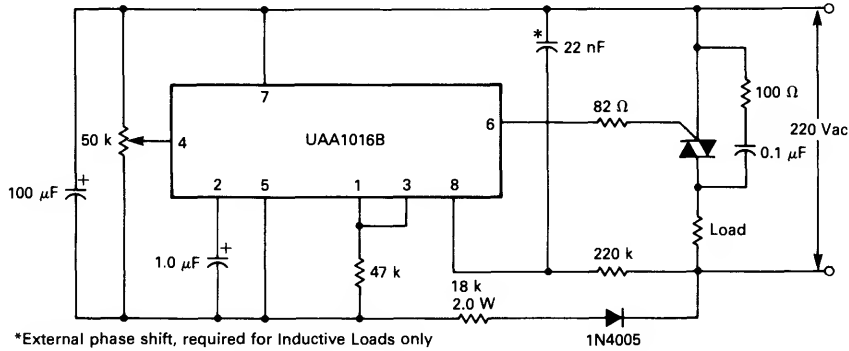 *
22 nF
7
100 Ω
50 k
4
UAA1016B
6
82 Ω
220 Vac
0.1 μF
2
5
1
3
8
100 μF
+
+
Load
1.0 μF
47 k
220 k
18 k
2.0 W
*External phase shift, required for Inductive Loads only
1N4005